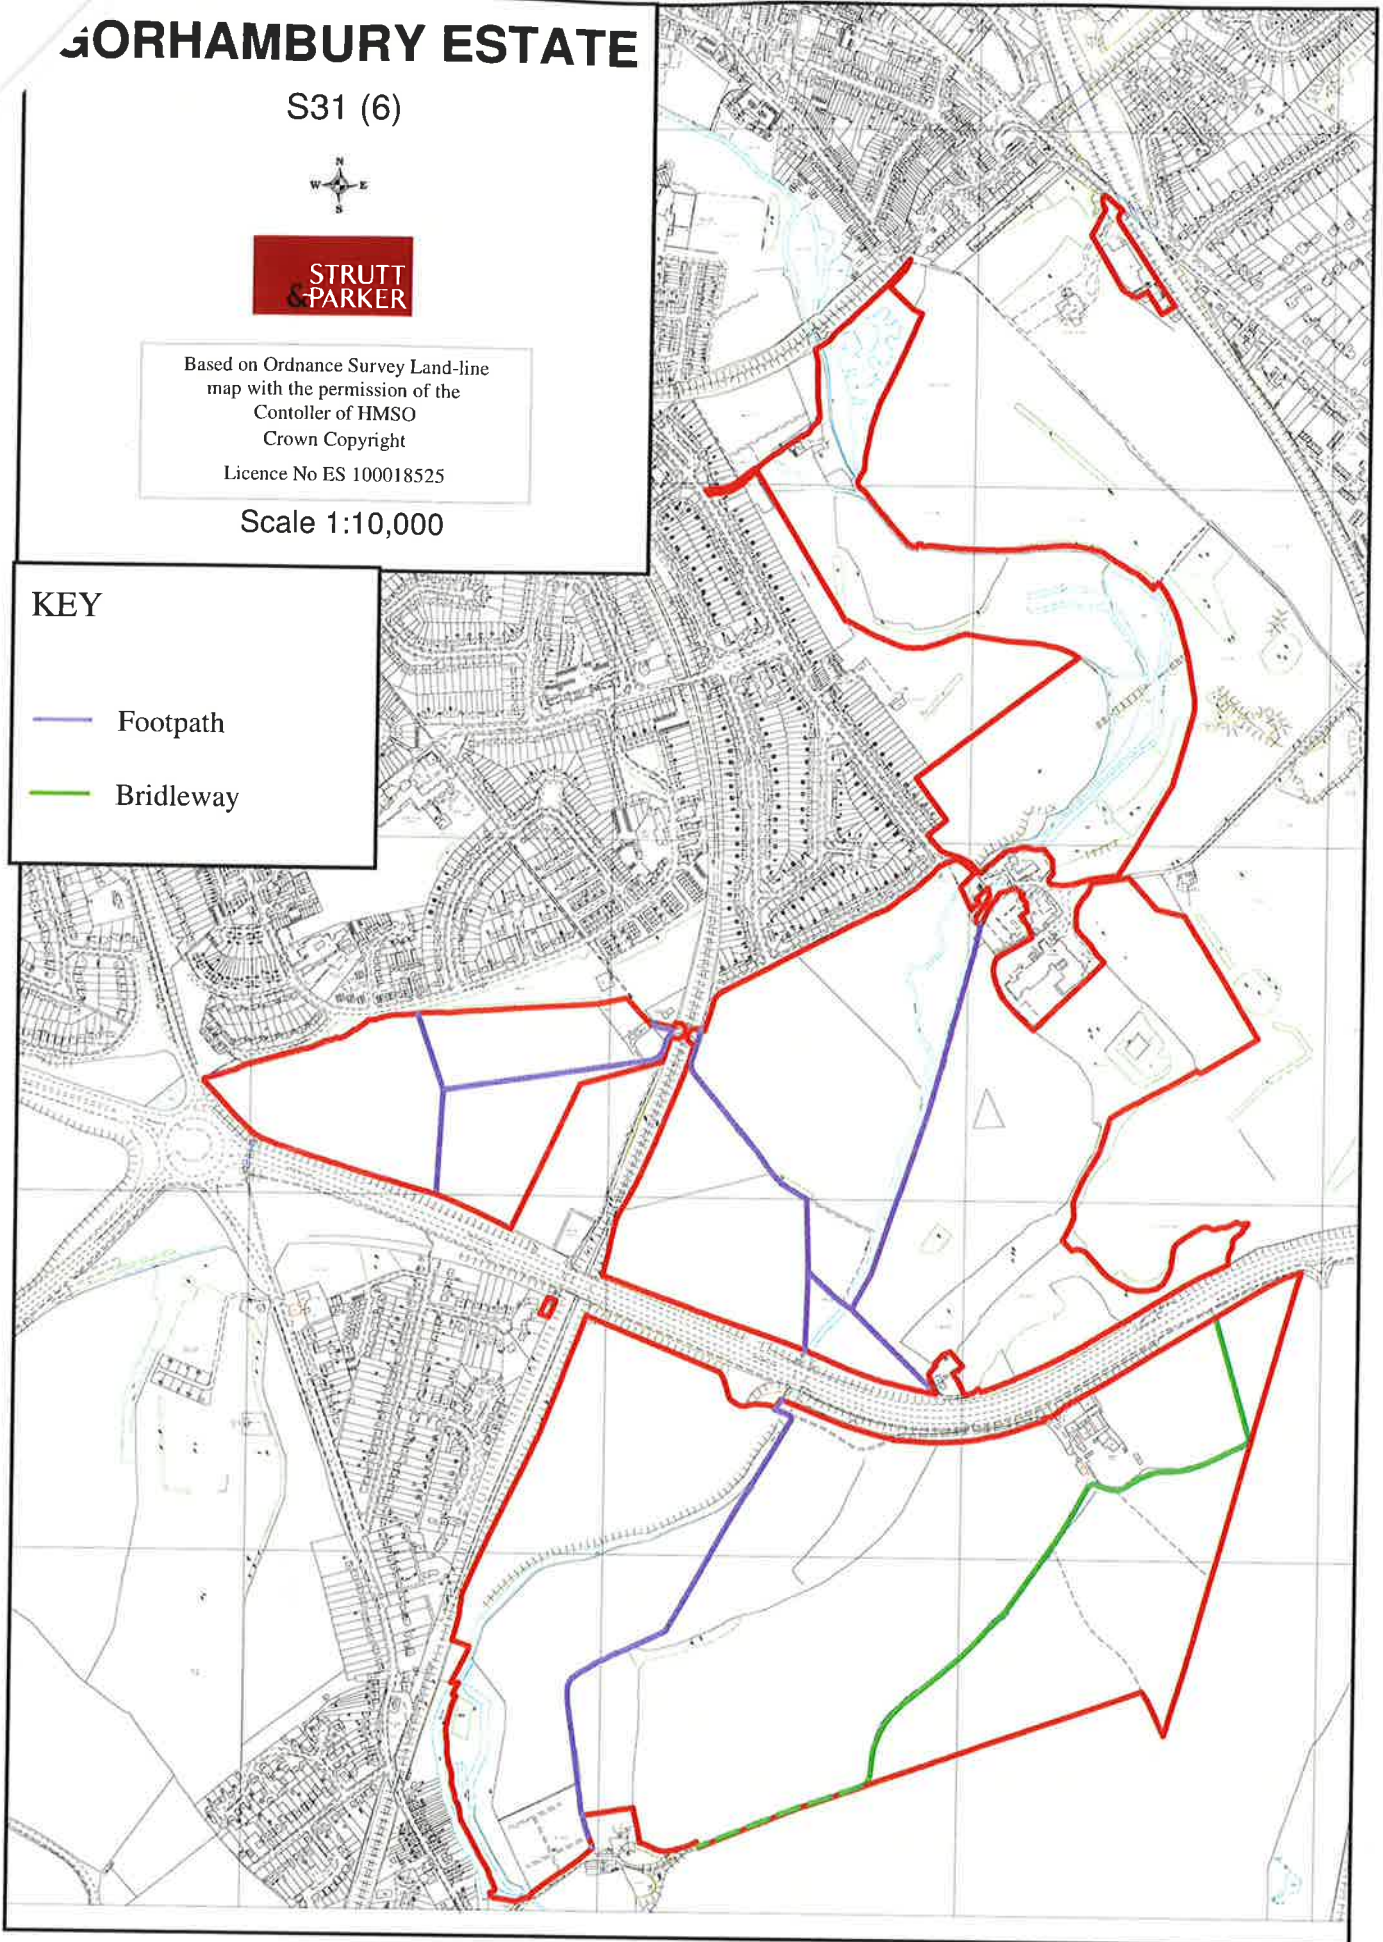 GORHAMBURY ESTATE
S31 (6)
N
W E
S
STRUTT
&PARKER
Based on Ordnance Survey Land-line
map with the permission of the
Contoller of HMSO
Crown Copyright
Licence No ES 100018525
Scale 1:10,000
KEY
Footpath
Bridleway